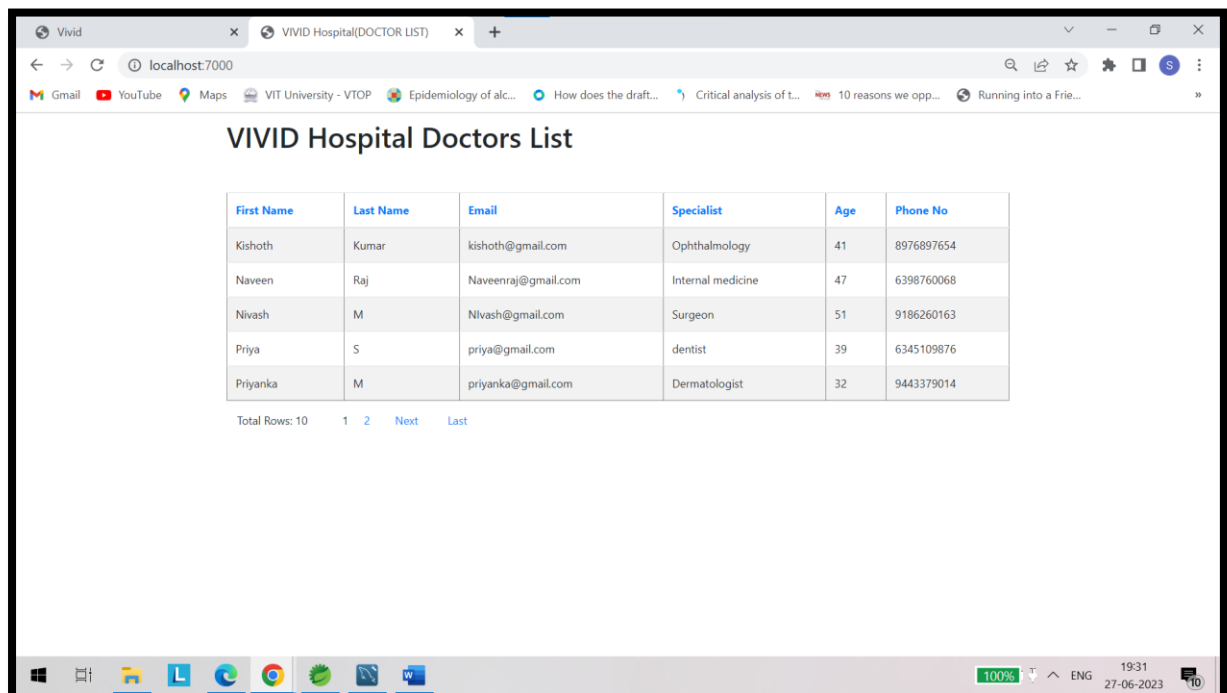 Vivid
VIVID Hospital(DOCTOR LIST)
localhost:7000
S
Gmail YouTube Maps VIT University - VTOP Epidemiology of alc... How does the draft... Critical analysis of t... NEWS 10 reasons we opp... Running into a Frie... »
VIVID Hospital Doctors List
First Name Last Name Email Specialist Age Phone No
Kishoth Kumar kishoth@gmail.com Ophthalmology 41 8976897654
Naveen Raj Naveenraj@gmail.com Internal medicine 47 6398760068
Nivash M NIvash@gmail.com Surgeon 51 9186260163
Priya S priya@gmail.com dentist 39 6345109876
Priyanka M priyanka@gmail.com Dermatologist 32 9443379014
Total Rows: 10 1 2 Next Last
L W 100% ENG 19:31
27-06-2023 10